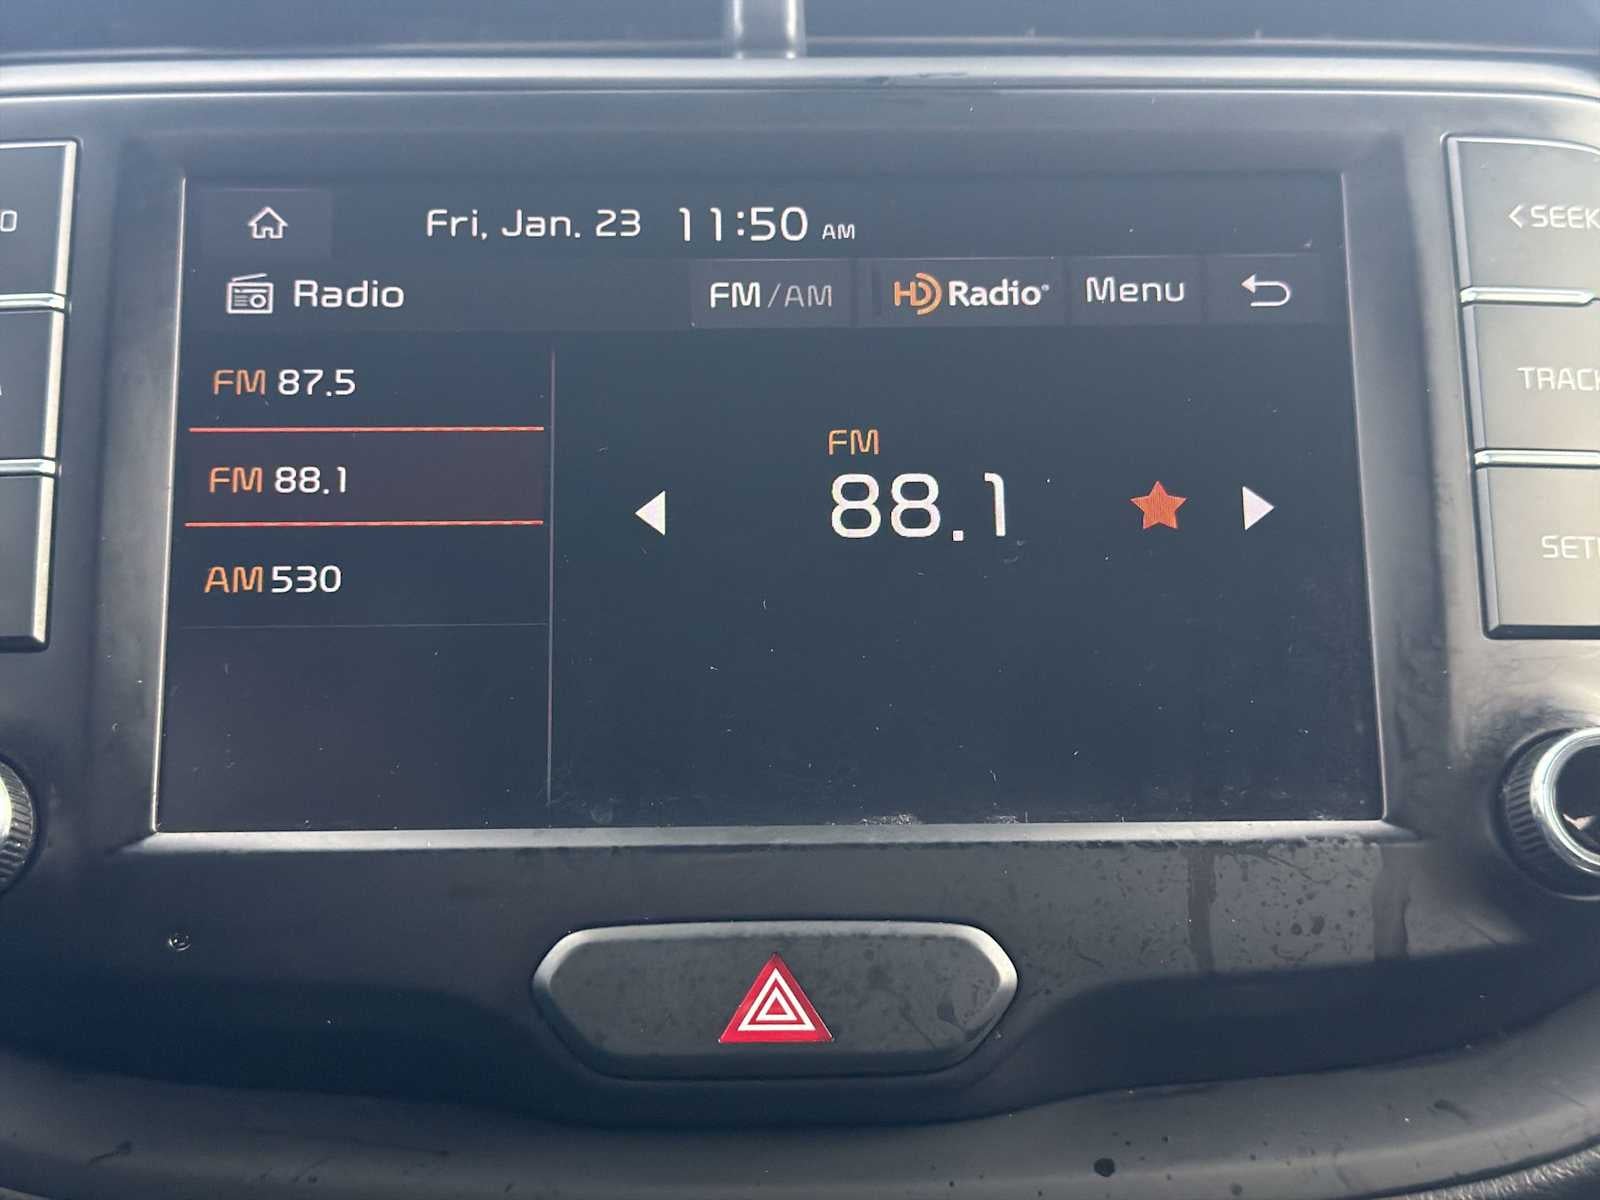 Fri, Jan. 23 11:50 AM
Radio FM/AM HD Radio Menu
FM 87.5
FM 88.1
AM 530
FM
88.1
< SEEK
TRACK